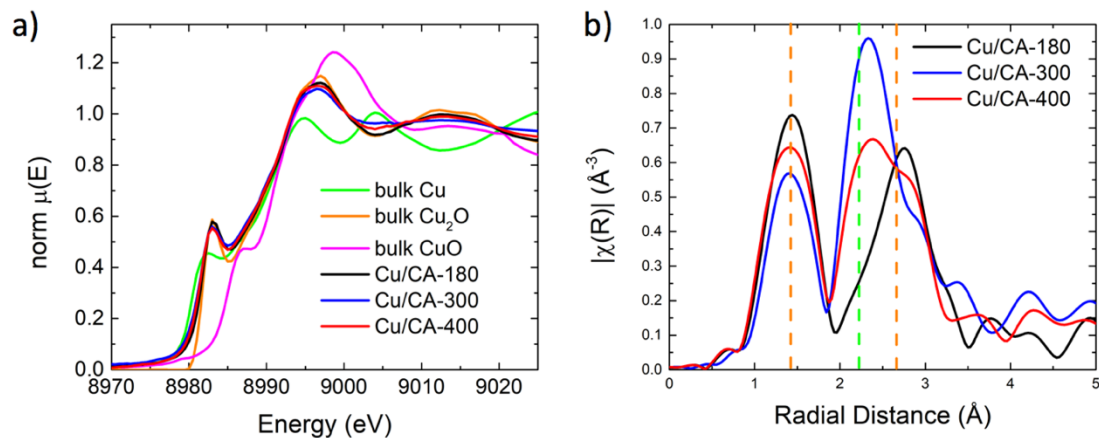 a)
norm μ(E)
1.2
1.0
0.8
0.6
0.4
0.2
0.0
bulk Cu
bulk Cu₂O
bulk CuO
Cu/CA-180
Cu/CA-300
Cu/CA-400
8970 8980 8990 9000 9010 9020
Energy (eV)
b)
|χ(R)| (Å⁻³)
1.0
0.9
0.8
0.7
0.6
0.5
0.4
0.3
0.2
0.1
0.0
Cu/CA-180
Cu/CA-300
Cu/CA-400
0 1 2 3 4 5
Radial Distance (Å)